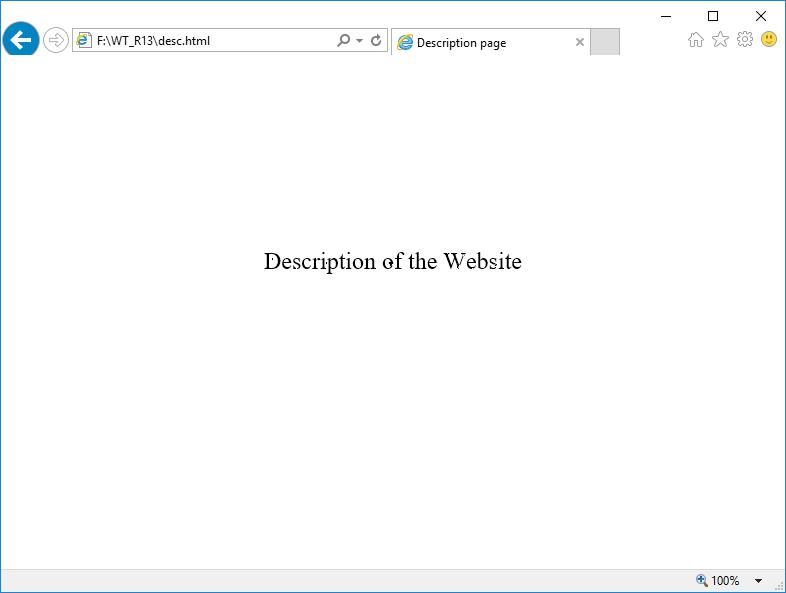 F:\WT_R13\desc.html
Description page
Description of the Website
100%